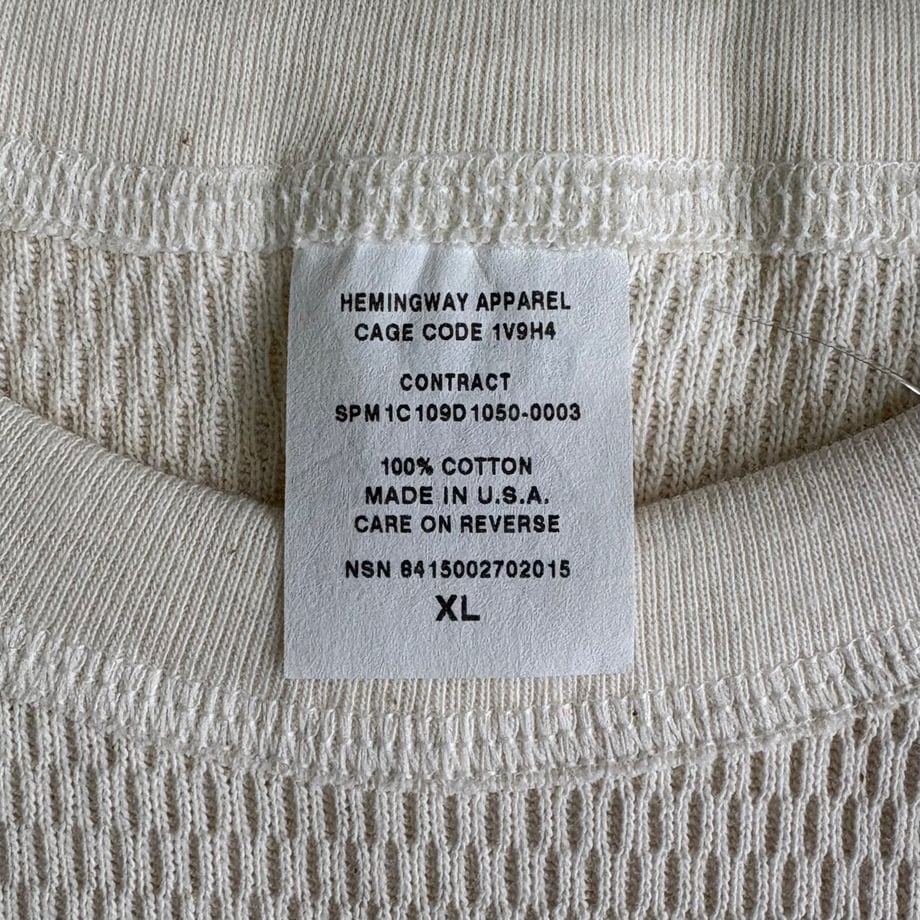 HEMINGWAY APPAREL
CAGE CODE 1V9H4
CONTRACT
SPM1C109D1050-0003
100% COTTON
MADE IN U.S.A.
CARE ON REVERSE
NSN 8415002702015
XL